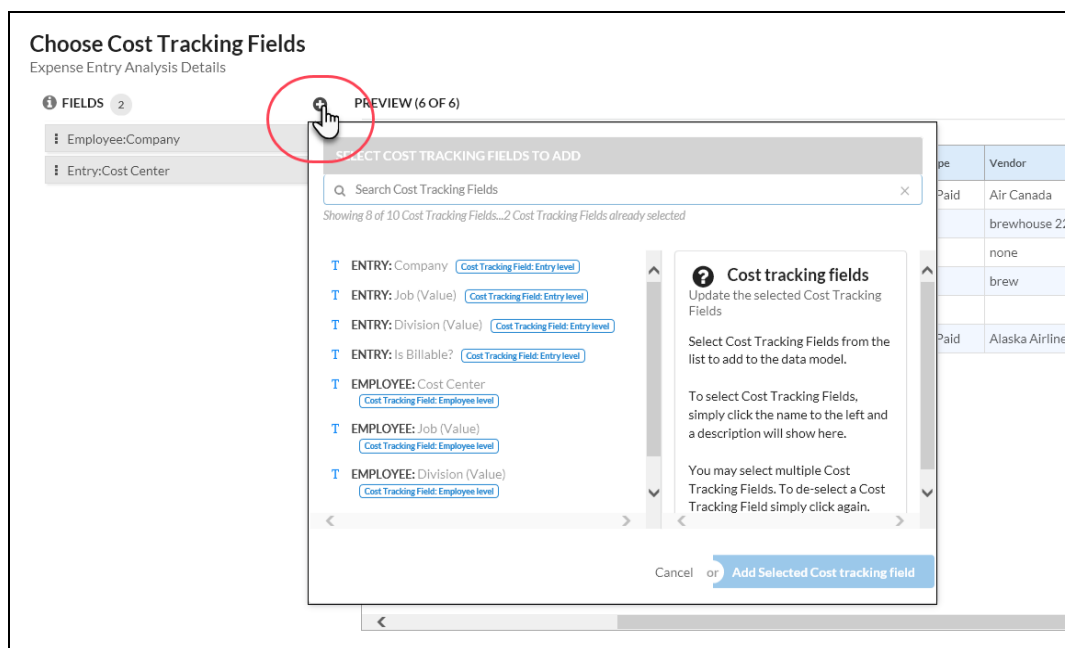 Choose Cost Tracking Fields
Expense Entry Analysis Details
FIELDS 2
PREVIEW (6 OF 6)
Employee:Company
Entry:Cost Center
SELECT COST TRACKING FIELDS TO ADD
Search Cost Tracking Fields
Showing 8 of 10 Cost Tracking Fields...2 Cost Tracking Fields already selected
T ENTRY: Company Cost Tracking Field: Entry level
T ENTRY: Job (Value) Cost Tracking Field: Entry level
T ENTRY: Division (Value) Cost Tracking Field: Entry level
T ENTRY: Is Billable? Cost Tracking Field: Entry level
T EMPLOYEE: Cost Center
Cost Tracking Field: Employee level
T EMPLOYEE: Job (Value)
Cost Tracking Field: Employee level
T EMPLOYEE: Division (Value)
Cost Tracking Field: Employee level
Cost tracking fields
Update the selected Cost Tracking
Fields
Select Cost Tracking Fields from the
list to add to the data model.
To select Cost Tracking Fields,
simply click the name to the left and
a description will show here.
You may select multiple Cost
Tracking Fields. To de-select a Cost
Tracking Field simply click again.
Cancel or Add Selected Cost tracking field
pe Vendor
Paid Air Canada
brewhouse 22
none
brew
Paid Alaska Airline